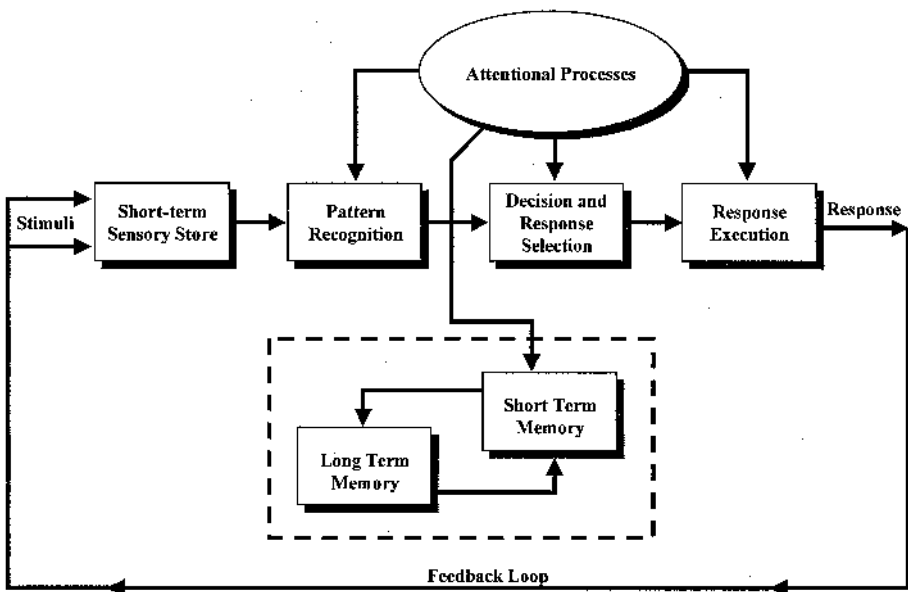 Attentional Processes
Stimuli
Short-term
Sensory Store
Pattern
Recognition
Decision and
Response
Selection
Response
Execution
Response
Short Term
Memory
Long Term
Memory
Feedback Loop